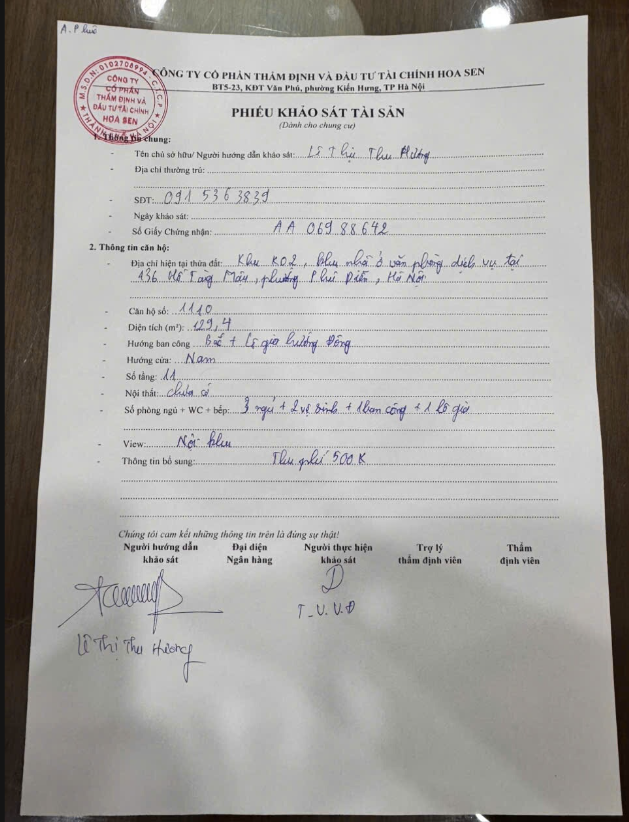 A. Phú
CÔNG TY CỔ PHẦN THẨM ĐỊNH VÀ ĐẦU TƯ TÀI CHÍNH HOA SEN
BT5-23, KĐT Văn Phú, phường Kiến Hưng, TP Hà Nội
M.S.D.N: 0102706994 - C.T.C.P
CÔNG TY
CỔ PHẦN
THẨM ĐỊNH VÀ
ĐẦU TƯ TÀI CHÍNH
HOA SEN
THÀNH PHỐ HÀ NỘI
PHIẾU KHẢO SÁT TÀI SẢN
(Dành cho chung cư)
1. Thông tin chung:
- Tên chủ sở hữu/ Người hướng dẫn khảo sát: Lê Thị Thu Hương
- Địa chỉ thường trú:
- SĐT: 091 5363839
- Ngày khảo sát:
- Số Giấy Chứng nhận: AA 06988642
2. Thông tin căn hộ:
- Địa chỉ hiện tại thửa đất: Khu K02, khu nhà ở văn phòng dịch vụ tại
136 Hồ Tùng Mậu, phường Phú Diễn, Hà Nội
- Căn hộ số: 1110
- Diện tích (m²): 129,4
- Hướng ban công: Bắc + Lô gia hướng Đông
- Hướng cửa: Nam
- Số tầng: 11
- Nội thất: chưa có
- Số phòng ngủ + WC + bếp: 3 ngủ + 2 vệ sinh + 1 ban công + 1 lô gia
- View: Nội khu
- Thông tin bổ sung: Thu phí 500K
Chúng tôi cam kết những thông tin trên là đúng sự thật!
Người hướng dẫn khảo sát
Đại diện Ngân hàng
Người thực hiện khảo sát
Trợ lý thẩm định viên
Thẩm định viên
T_V.V.Đ
Lê Thị Thu Hương